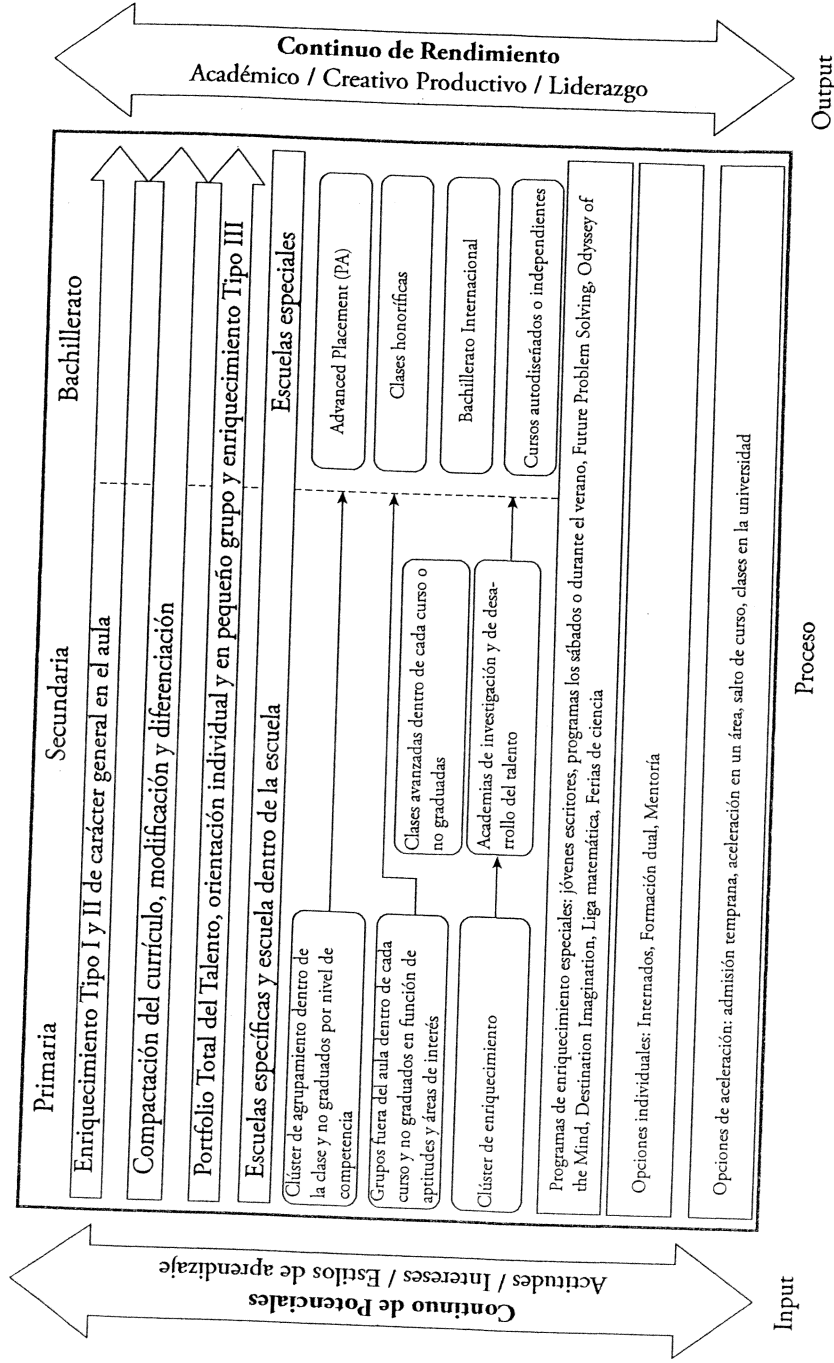 Primaria
Secundaria
Bachillerato
Enriquecimiento Tipo I y II de carácter general en el aula
Compactación del currículo, modificación y diferenciación
Portfolio Total del Talento, orientación individual y en pequeño grupo y enriquecimiento Tipo III
Escuelas específicas y escuela dentro de la escuela
Escuelas especiales
Clúster de agrupamiento dentro de
la clase y no graduados por nivel de
competencia
Advanced Placement (PA)
Grupos fuera del aula dentro de cada
curso y no graduados en función de
aptitudes y áreas de interés
Clases avanzadas dentro de cada curso o
no graduadas
Clases honoríficas
Clúster de enriquecimiento
Academias de investigación y de desa-
rrollo del talento
Bachillerato Internacional
Cursos autodiseñados o independientes
Programas de enriquecimiento especiales: jóvenes escritores, programas los sábados o durante el verano, Future Problem Solving, Odyssey of
the Mind, Destination Imagination, Liga matemática, Ferias de ciencia
Opciones individuales: Internados, Formación dual, Mentoría
Opciones de aceleración: admisión temprana, aceleración en un área, salto de curso, clases en la universidad
Continuo de Potenciales
Actitudes / Intereses / Estilos de aprendizaje
Continuo de Rendimiento
Académico / Creativo Productivo / Liderazgo
Input
Proceso
Output